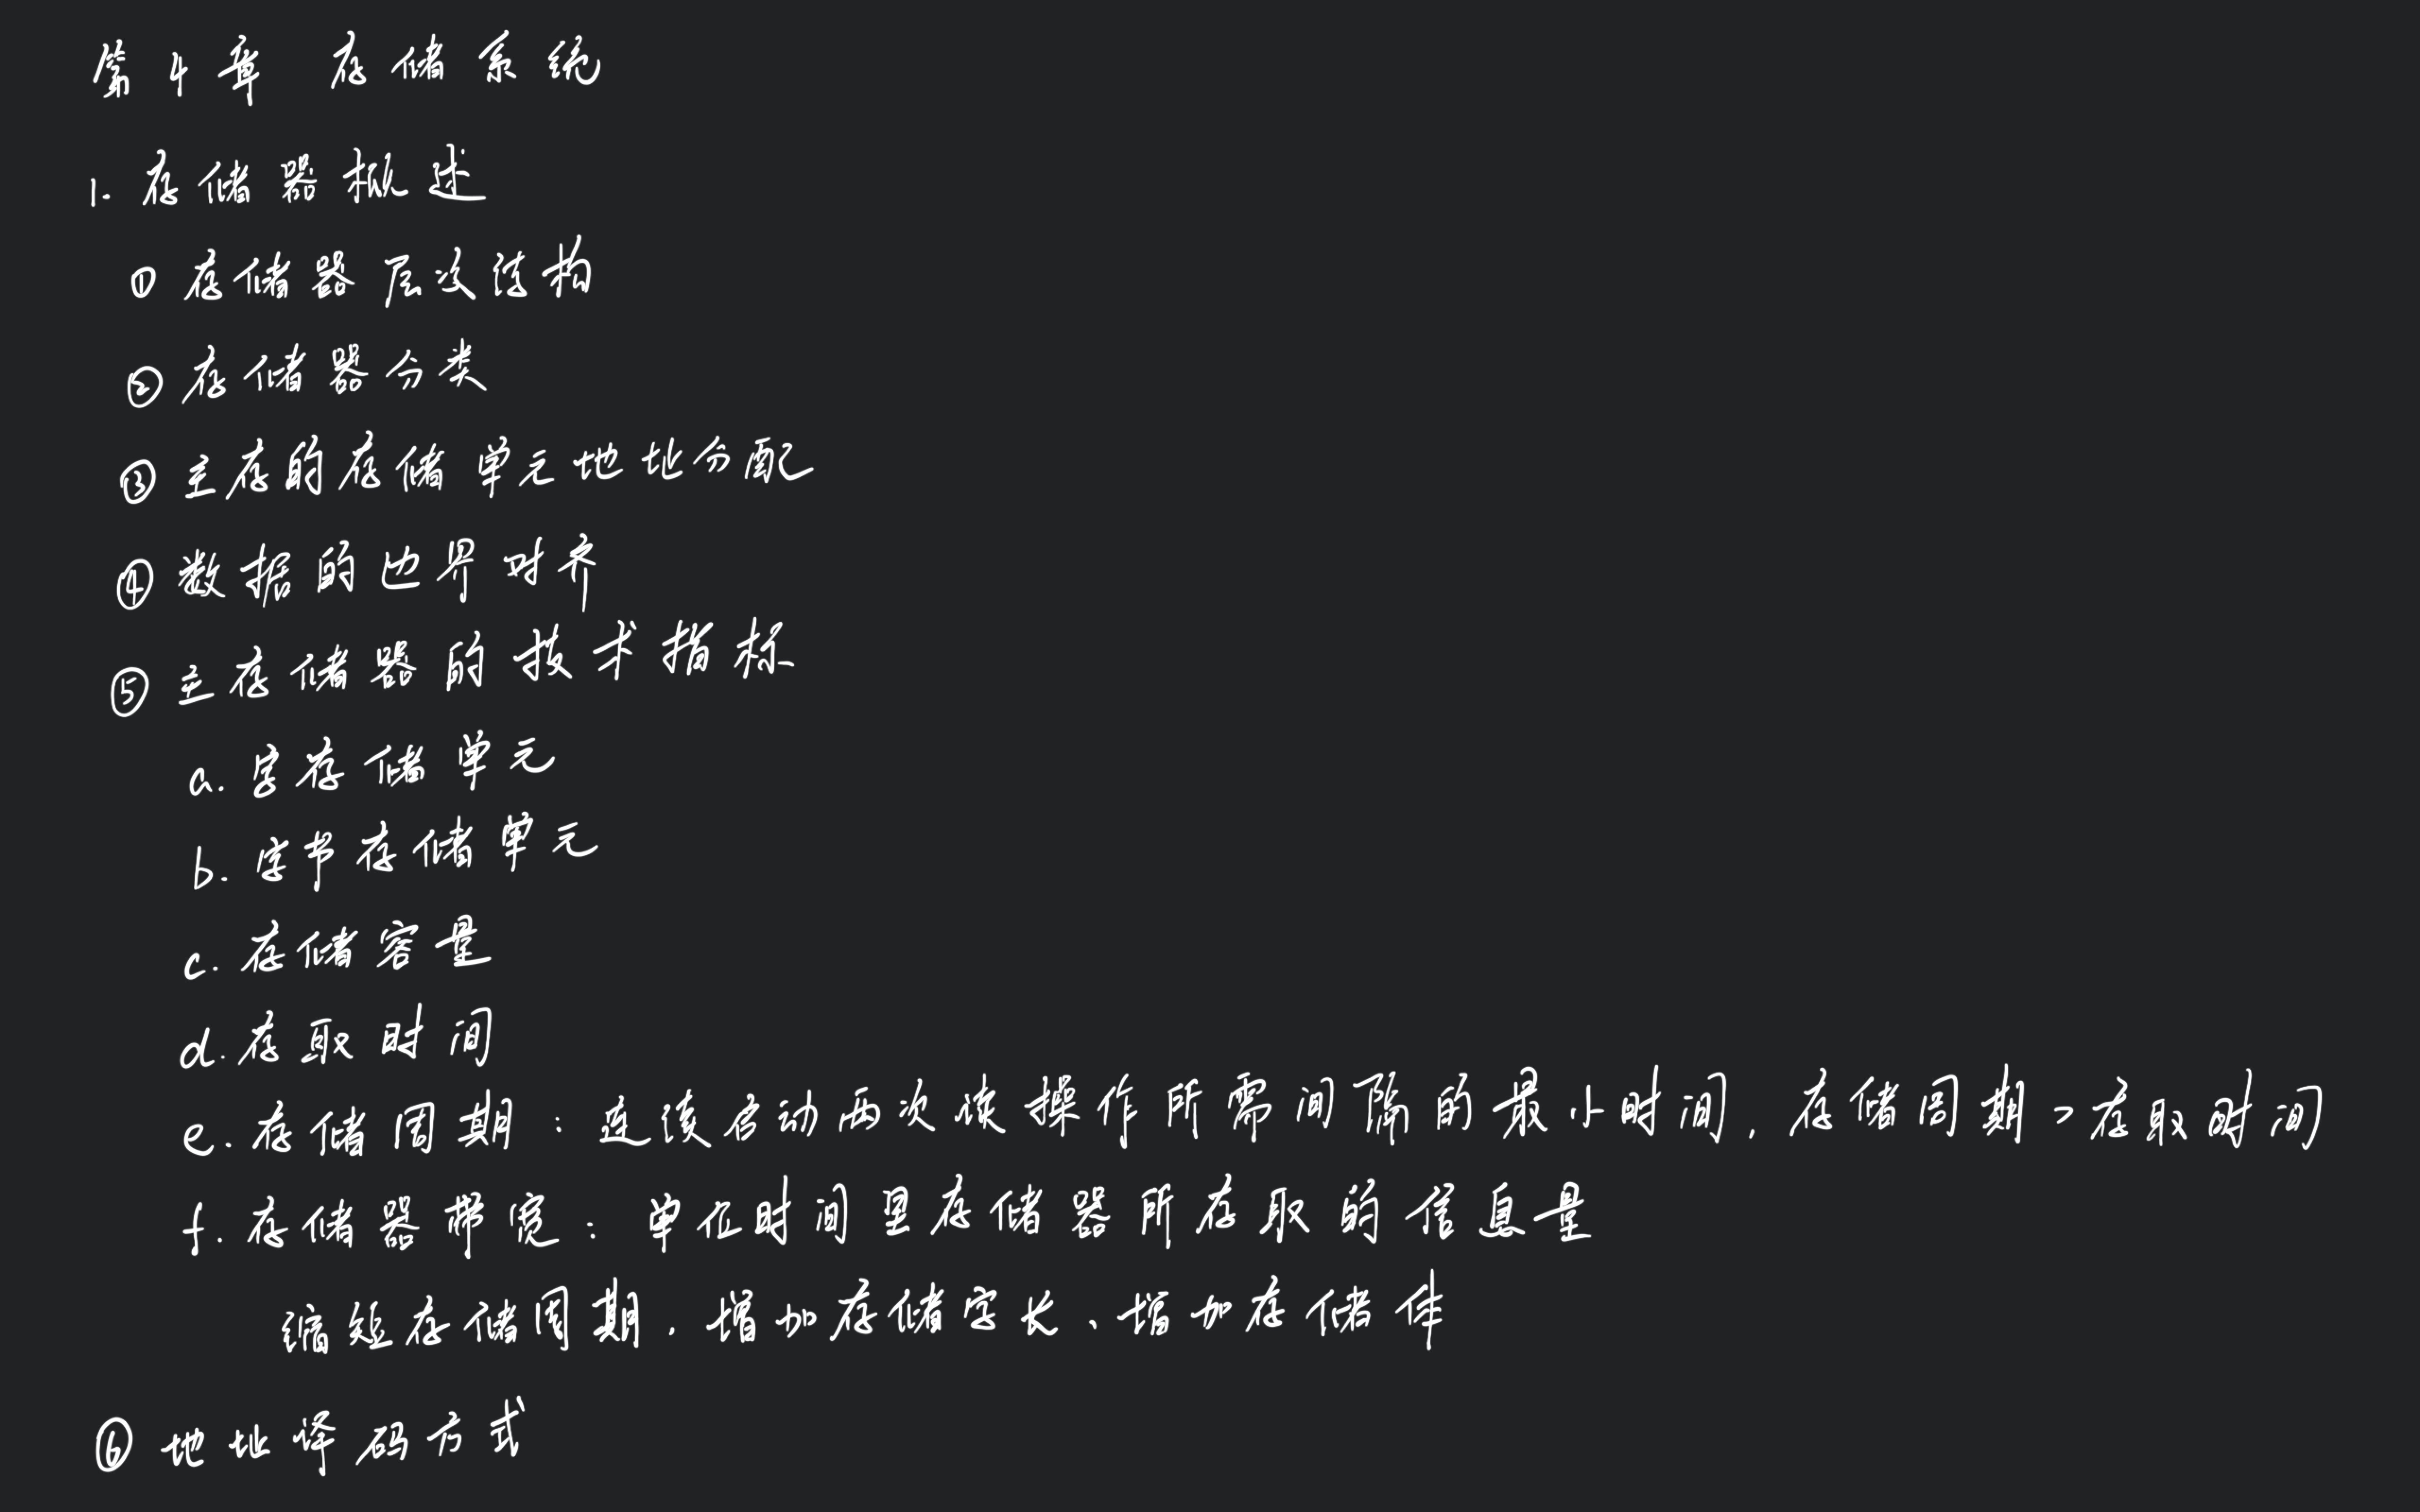 第4章 存储系统
1. 存储器概述
① 存储器层次结构
② 存储器分类
③ 主存的存储单元地址分配
④ 数据的边界对齐
⑤ 主存储器的技术指标
a. 字存储单元
b. 字节存储单元
c. 存储容量
d. 存取时间
e. 存储周期：连续启动两次读操作所需间隔的最小时间，存储周期>存取时间
f. 存储器带宽：单位时间里存储器所存取的信息量
缩短存储周期，增加存储字长、增加存储体
⑥ 地址译码方式